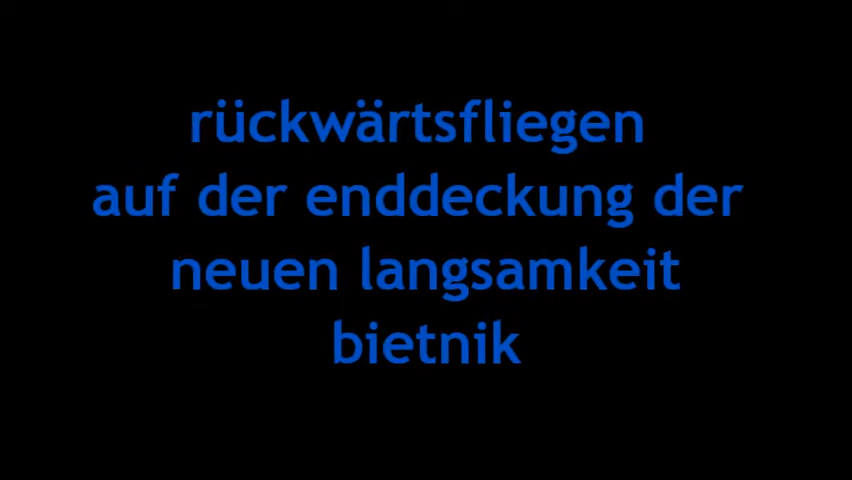 rückwärtsfliegen
auf der enddeckung der
neuen langsamkeit
bietnik